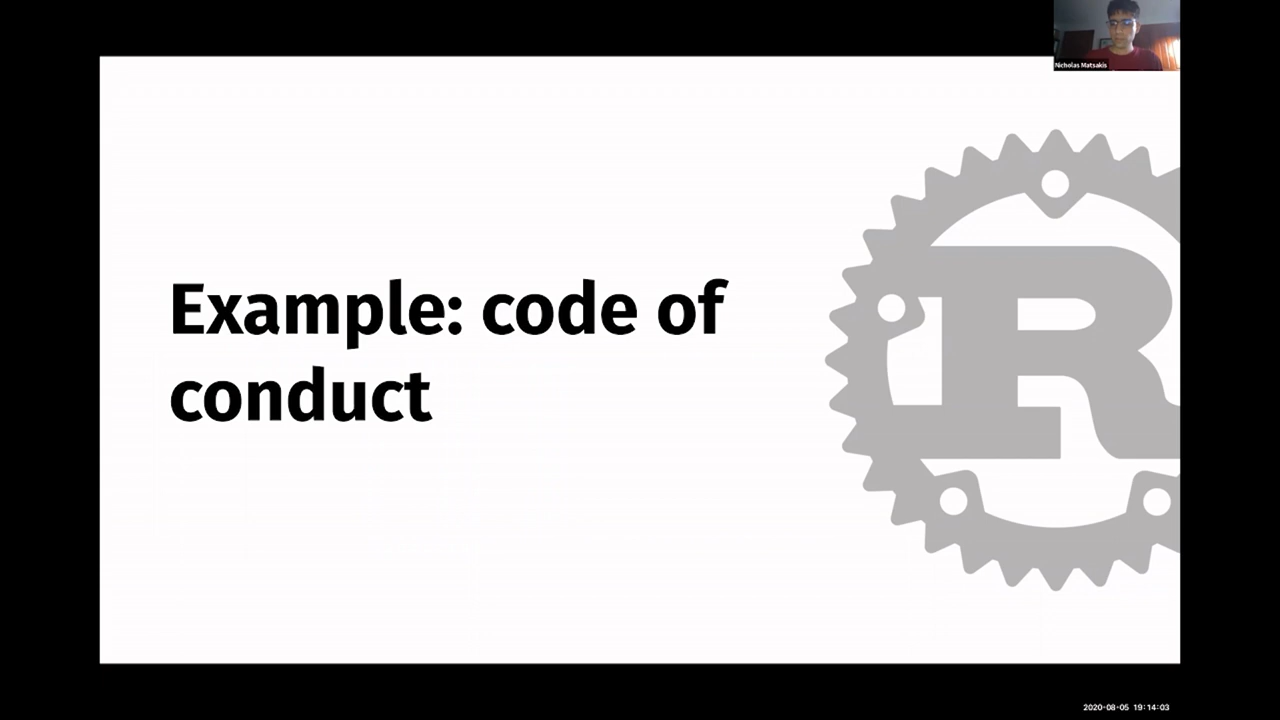 Nicholas Matsakis
Example: code of
conduct
R
2020-08-05 19:14:03